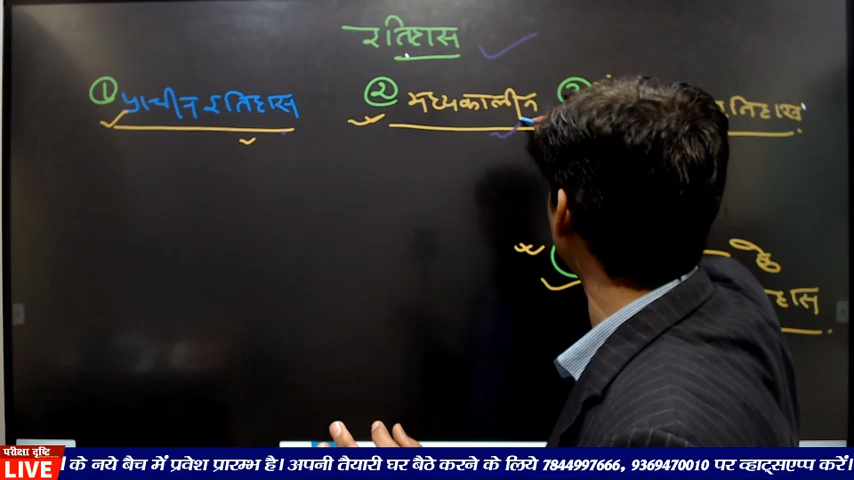 इतिहास
① प्राचीन इतिहास
② मध्यकालीन
③ इतिहास
के
परीक्षा दृष्टि
LIVE
के नये बैच में प्रवेश प्रारम्भ है। अपनी तैयारी घर बैठे करने के लिये 7844997666, 9369470010 पर व्हाट्सएप्प करें।